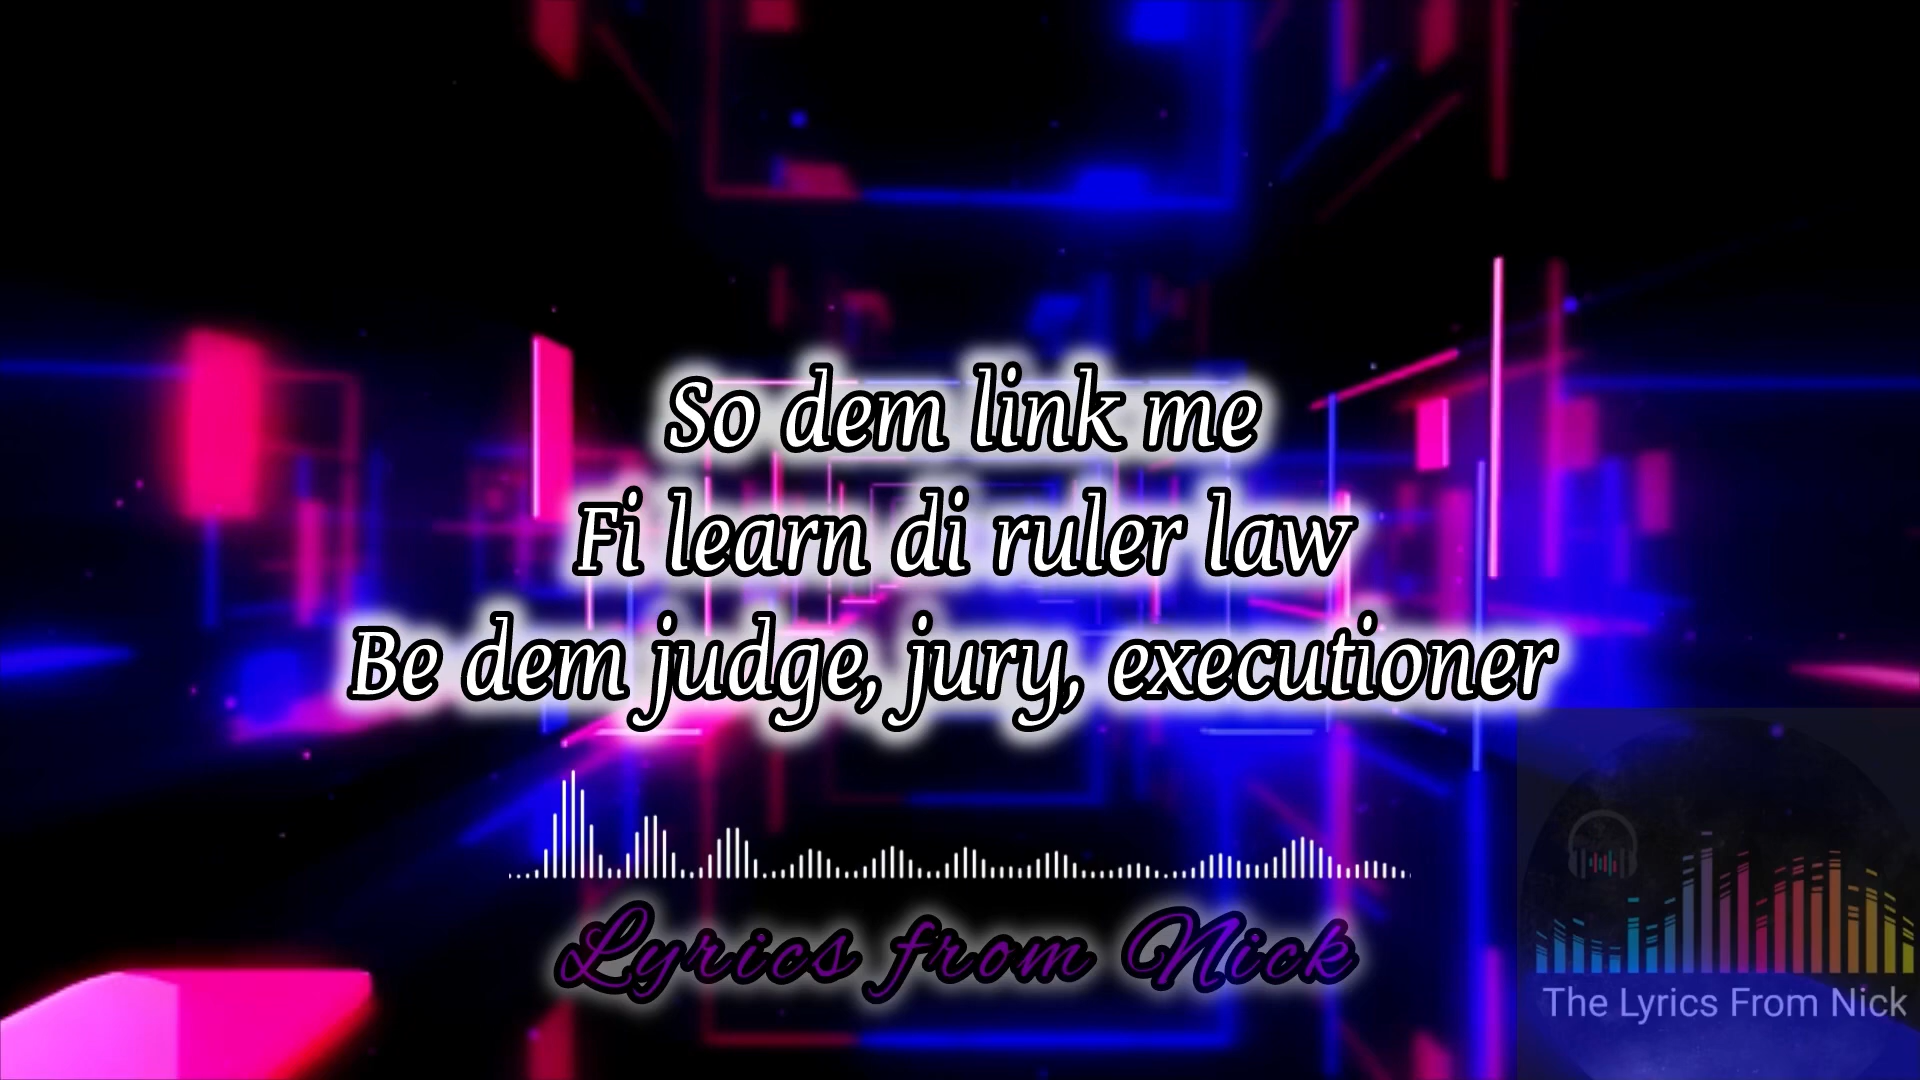 So dem link me
Fi learn di ruler law
Be dem judge, jury, executioner
Lyrics from Nick
The Lyrics From Nick